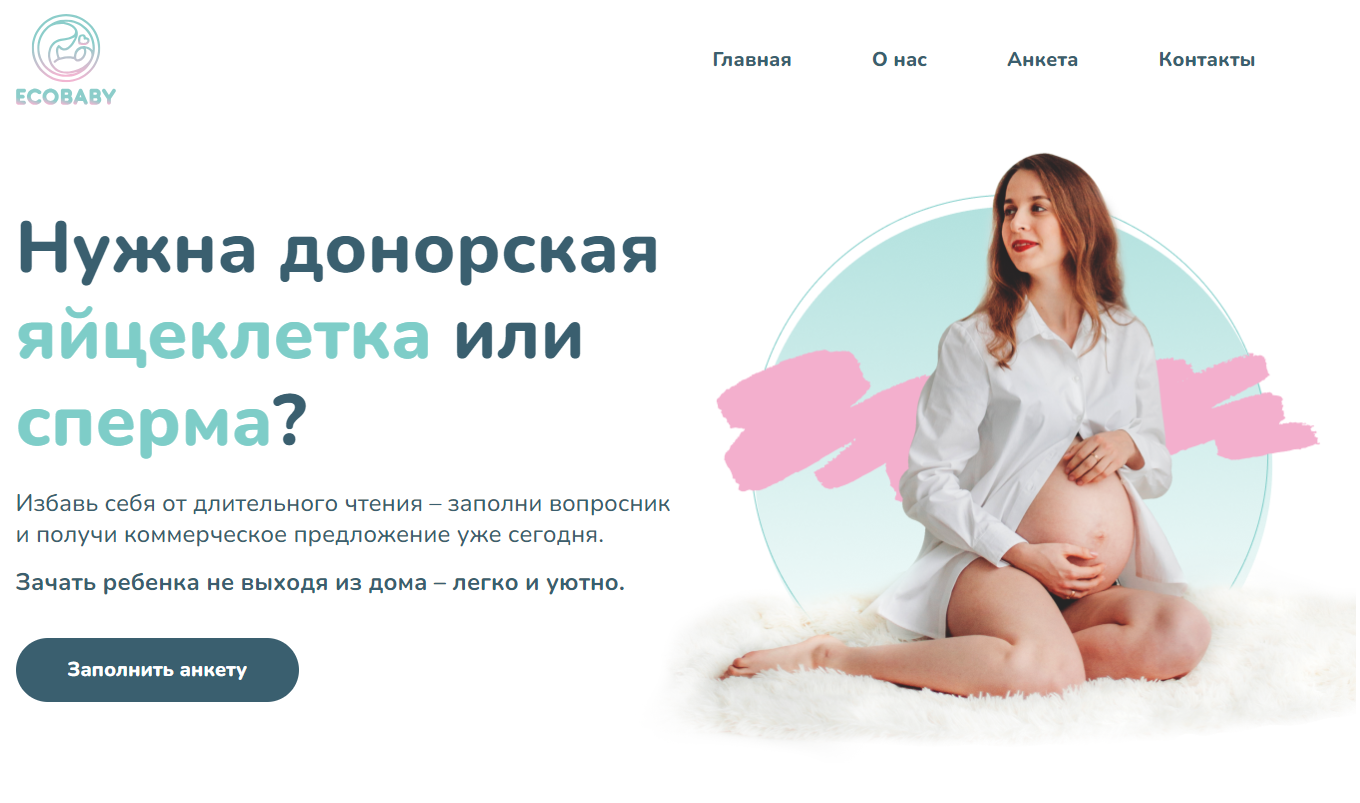 ECOBABY
Главная О нас Анкета Контакты
Нужна донорская
яйцеклетка или
сперма?
Избавь себя от длительного чтения – заполни вопросник
и получи коммерческое предложение уже сегодня.
Зачать ребенка не выходя из дома – легко и уютно.
Заполнить анкету